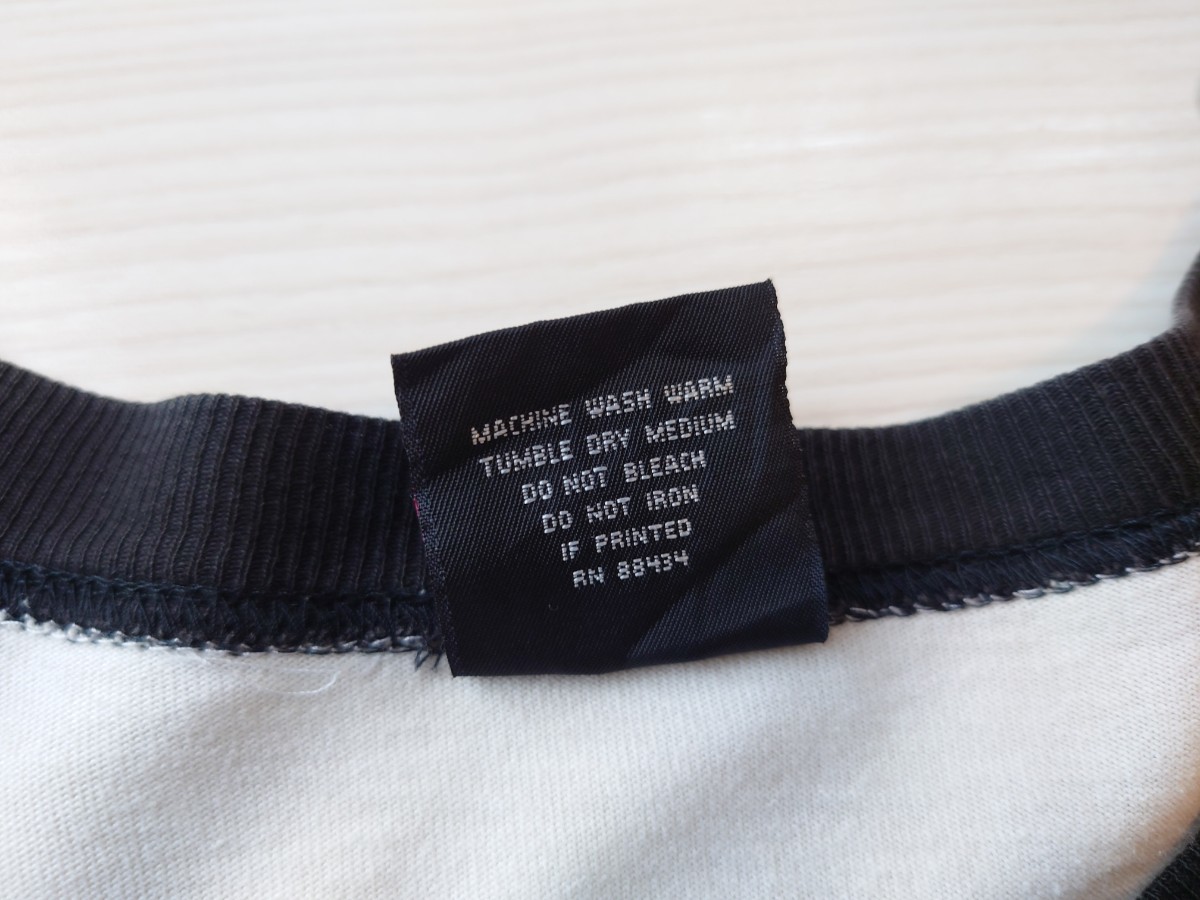 MACHINE WASH WARM
TUMBLE DRY MEDIUM
DO NOT BLEACH
DO NOT IRON
IF PRINTED
RN 88434